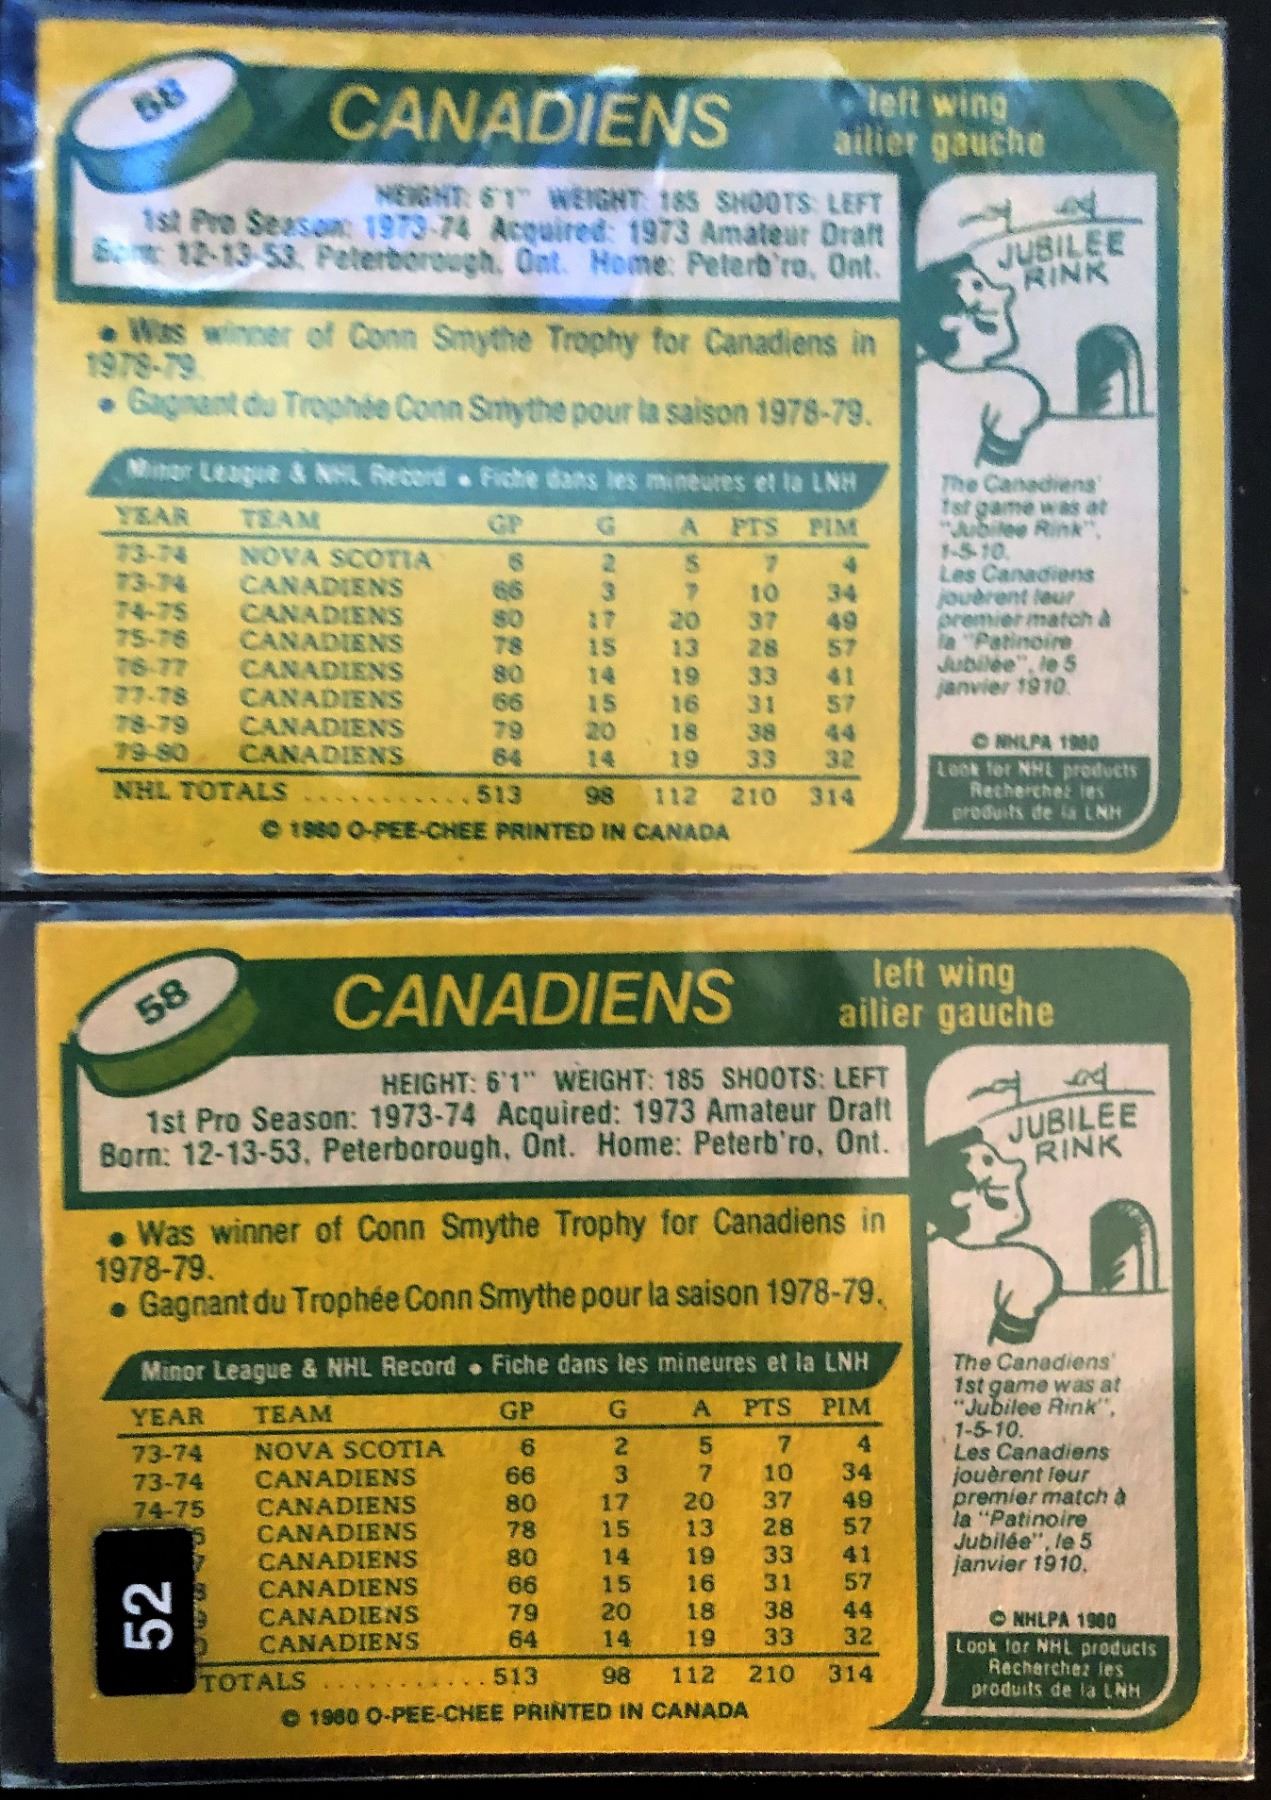 58
CANADIENS
left wing
ailier gauche
HEIGHT: 6'1" WEIGHT: 185 SHOOTS: LEFT
1st Pro Season: 1973-74 Acquired: 1973 Amateur Draft
Born: 12-13-53, Peterborough, Ont. Home: Peterb'ro, Ont.
• Was winner of Conn Smythe Trophy for Canadiens in
1978-79.
• Gagnant du Trophée Conn Smythe pour la saison 1978-79.
Minor League & NHL Record • Fiche dans les mineures et la LNH
YEAR TEAM GP G A PTS PIM
73-74 NOVA SCOTIA 6 2 5 7 4
73-74 CANADIENS 66 3 7 10 34
74-75 CANADIENS 80 17 20 37 49
75-76 CANADIENS 78 15 13 28 57
76-77 CANADIENS 80 14 19 33 41
77-78 CANADIENS 66 15 16 31 57
78-79 CANADIENS 79 20 18 38 44
79-80 CANADIENS 64 14 19 33 32
NHL TOTALS ........... 513 98 112 210 314
© 1980 O-PEE-CHEE PRINTED IN CANADA
JUBILEE
RINK
The Canadiens'
1st game was at
"Jubilee Rink",
1-5-10.
Les Canadiens
jouèrent leur
premier match à
la "Patinoire
Jubilée", le 5
janvier 1910.
© NHLPA 1980
Look for NHL products
Recherchez les
produits de la LNH
58
CANADIENS
left wing
ailier gauche
HEIGHT: 6'1" WEIGHT: 185 SHOOTS: LEFT
1st Pro Season: 1973-74 Acquired: 1973 Amateur Draft
Born: 12-13-53, Peterborough, Ont. Home: Peterb'ro, Ont.
• Was winner of Conn Smythe Trophy for Canadiens in
1978-79.
• Gagnant du Trophée Conn Smythe pour la saison 1978-79.
Minor League & NHL Record • Fiche dans les mineures et la LNH
YEAR TEAM GP G A PTS PIM
73-74 NOVA SCOTIA 6 2 5 7 4
73-74 CANADIENS 66 3 7 10 34
74-75 CANADIENS 80 17 20 37 49
6 CANADIENS 78 15 13 28 57
7 CANADIENS 80 14 19 33 41
8 CANADIENS 66 15 16 31 57
9 CANADIENS 79 20 18 38 44
0 CANADIENS 64 14 19 33 32
TOTALS ........... 513 98 112 210 314
© 1980 O-PEE-CHEE PRINTED IN CANADA
52
JUBILEE
RINK
The Canadiens'
1st game was at
"Jubilee Rink",
1-5-10.
Les Canadiens
jouèrent leur
premier match à
la "Patinoire
Jubilée", le 5
janvier 1910.
© NHLPA 1980
Look for NHL products
Recherchez les
produits de la LNH